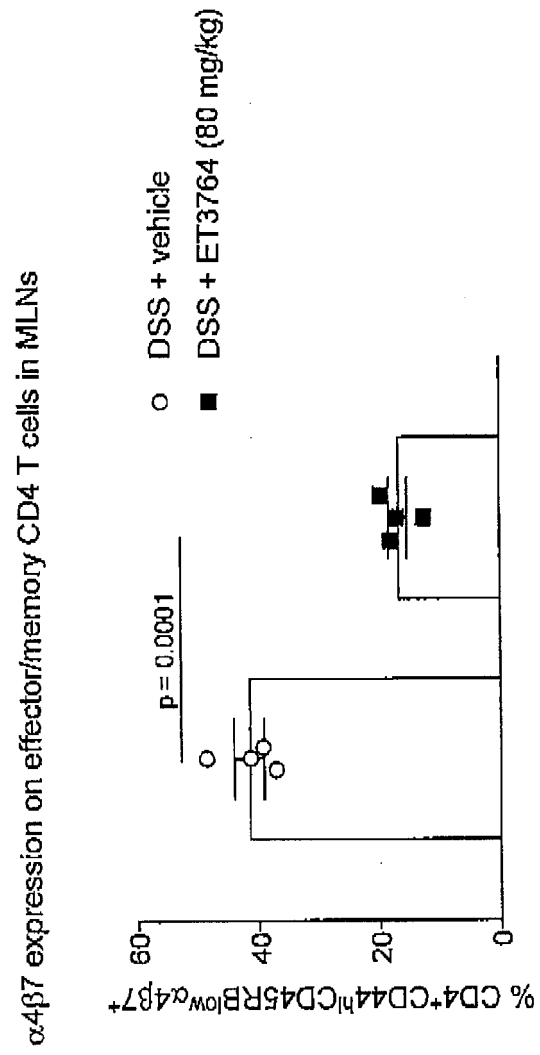 α4β7 expression on effector/memory CD4 T cells in MLNs
DSS + vehicle
DSS + ET3764 (80 mg/kg)
p = 0.0001
% CD4⁺CD44ʰⁱCD45RBˡᵒʷα4β7⁺
60
40
20
0